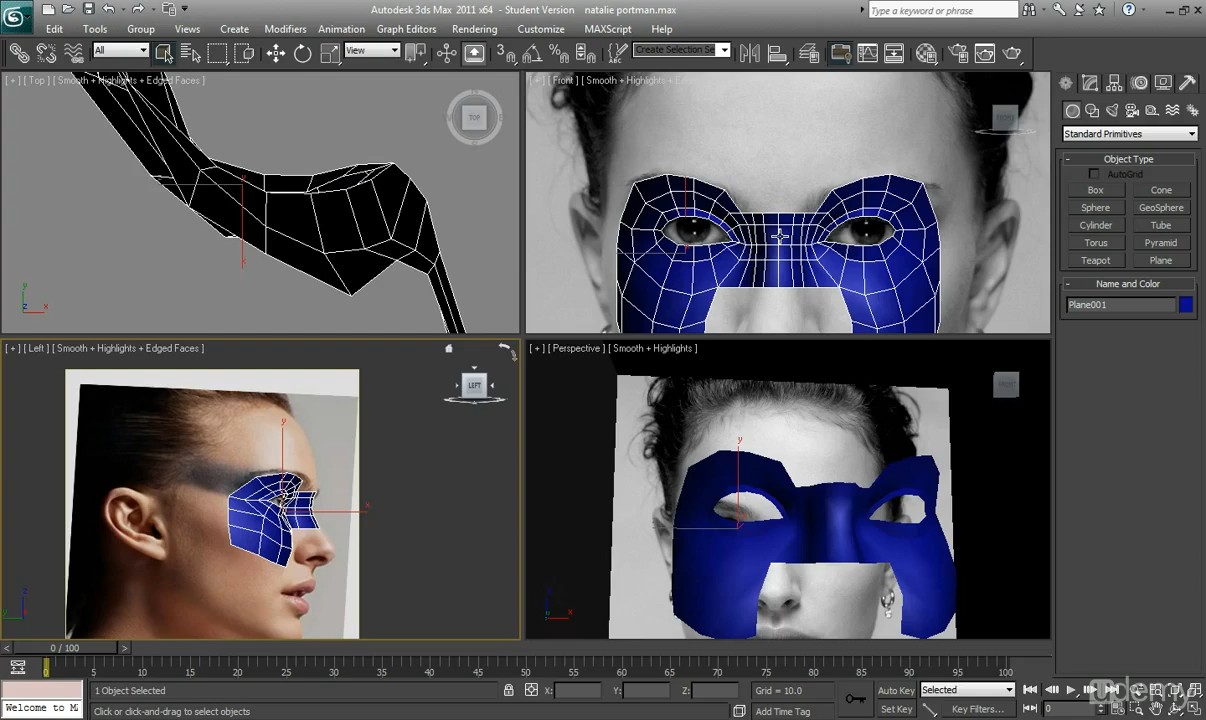 Autodesk 3ds Max 2011 x64 - Student Version natalie portman.max
Type a keyword or phrase
Edit Tools Group Views Create Modifiers Animation Graph Editors Rendering Customize MAXScript Help
All View Create Selection Se
[ + ] [ Top ] [ Smooth + Highlights + Edged Faces ]
TOP
[ + ] [ Front ] [ Smooth + Highlights + Edged Faces ]
FRONT
Standard Primitives
- Object Type
AutoGrid
Box Cone
Sphere GeoSphere
Cylinder Tube
Torus Pyramid
Teapot Plane
- Name and Color
Plane001
[ + ] [ Left ] [ Smooth + Highlights + Edged Faces ]
LEFT
[ + ] [ Perspective ] [ Smooth + Highlights ]
FRONT
< 0 / 100 >
0 5 10 15 20 25 30 35 40 45 50 55 60 65 70 75 80 85 90 95 100
1 Object Selected X: Y: Z: Grid = 10.0 Auto Key Selected
Welcome to M Click or click-and-drag to select objects Add Time Tag Set Key Key Filters... 0
udemy